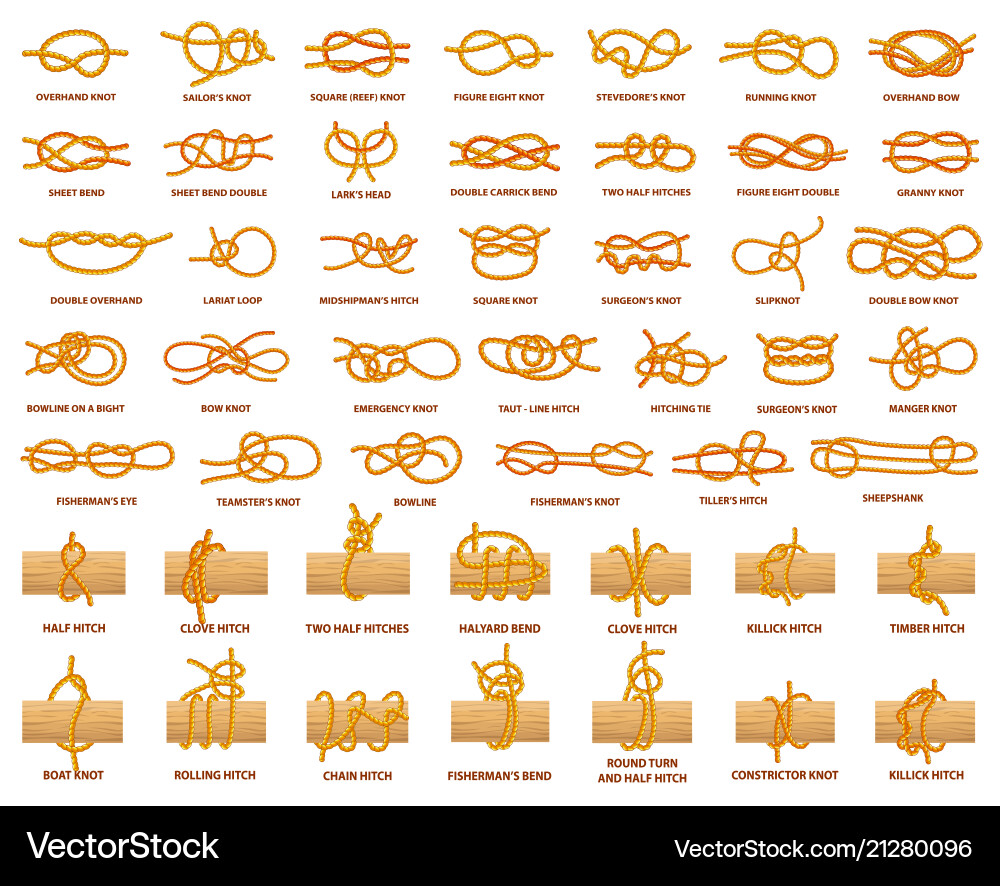 OVERHAND KNOT
SAILOR'S KNOT
SQUARE (REEF) KNOT
FIGURE EIGHT KNOT
STEVEDORE'S KNOT
RUNNING KNOT
OVERHAND BOW
SHEET BEND
SHEET BEND DOUBLE
LARK'S HEAD
DOUBLE CARRICK BEND
TWO HALF HITCHES
FIGURE EIGHT DOUBLE
GRANNY KNOT
DOUBLE OVERHAND
LARIAT LOOP
MIDSHIPMAN'S HITCH
SQUARE KNOT
SURGEON'S KNOT
SLIPKNOT
DOUBLE BOW KNOT
BOWLINE ON A BIGHT
BOW KNOT
EMERGENCY KNOT
TAUT - LINE HITCH
HITCHING TIE
SURGEON'S KNOT
MANGER KNOT
FISHERMAN'S EYE
TEAMSTER'S KNOT
BOWLINE
FISHERMAN'S KNOT
TILLER'S HITCH
SHEEPSHANK
HALF HITCH
CLOVE HITCH
TWO HALF HITCHES
HALYARD BEND
CLOVE HITCH
KILLICK HITCH
TIMBER HITCH
BOAT KNOT
ROLLING HITCH
CHAIN HITCH
FISHERMAN'S BEND
ROUND TURN
AND HALF HITCH
CONSTRICTOR KNOT
KILLICK HITCH
VectorStock
VectorStock.com/21280096